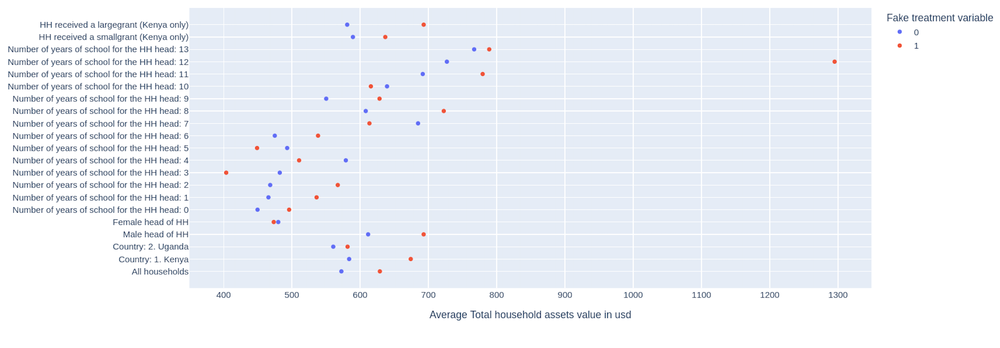 Fake treatment variable
0
1
HH received a largegrant (Kenya only)
HH received a smallgrant (Kenya only)
Number of years of school for the HH head: 13
Number of years of school for the HH head: 12
Number of years of school for the HH head: 11
Number of years of school for the HH head: 10
Number of years of school for the HH head: 9
Number of years of school for the HH head: 8
Number of years of school for the HH head: 7
Number of years of school for the HH head: 6
Number of years of school for the HH head: 5
Number of years of school for the HH head: 4
Number of years of school for the HH head: 3
Number of years of school for the HH head: 2
Number of years of school for the HH head: 1
Number of years of school for the HH head: 0
Female head of HH
Male head of HH
Country: 2. Uganda
Country: 1. Kenya
All households
400 500 600 700 800 900 1000 1100 1200 1300
Average Total household assets value in usd